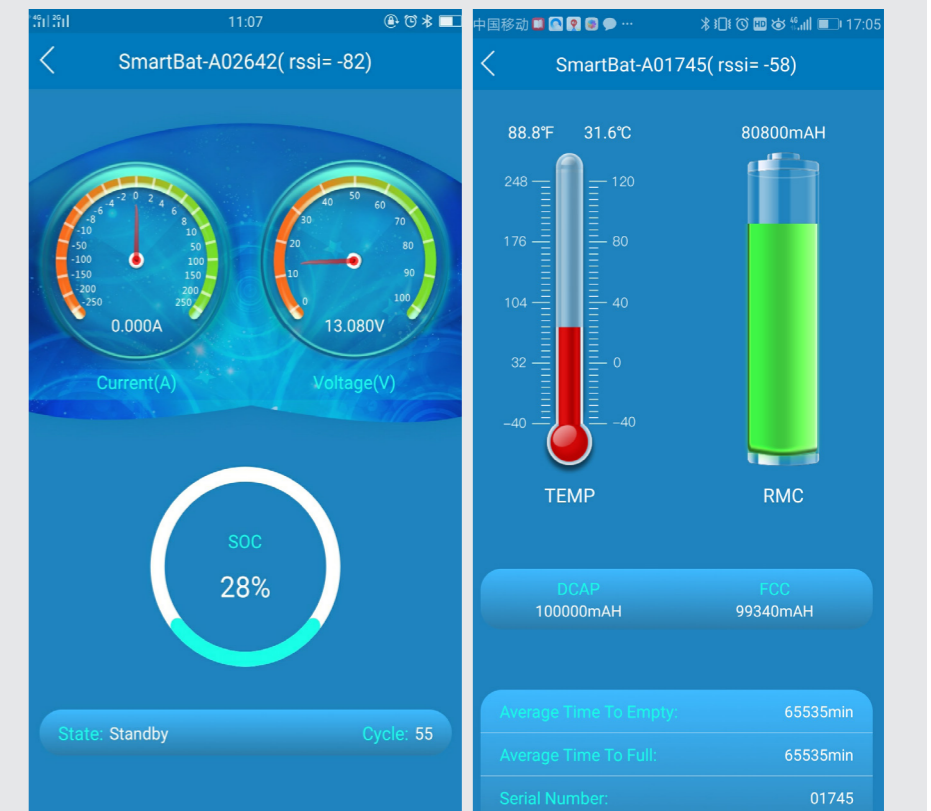 4G 2G 11:07
SmartBat-A02642( rssi= -82)
-250 -200 -150 -100 -50 -10 -8 -6 -4 -2 0 2 4 6 8 10 50 100 150 200 250
0.000A
Current(A)
0 10 20 30 40 50 60 70 80 90 100
13.080V
Voltage(V)
SOC
28%
State: Standby Cycle: 55
中国移动 ··· HD 46 17:05
SmartBat-A01745( rssi= -58)
88.8℉ 31.6℃ 80800mAH
248 120
176 80
104 40
32 0
-40 -40
TEMP RMC
DCAP FCC
100000mAH 99340mAH
Average Time To Empty: 65535min
Average Time To Full: 65535min
Serial Number: 01745